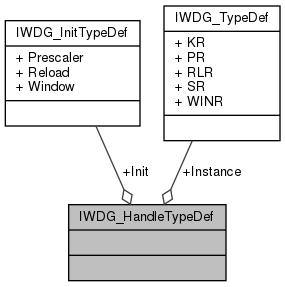 IWDG_InitTypeDef
+ Prescaler
+ Reload
+ Window
IWDG_TypeDef
+ KR
+ PR
+ RLR
+ SR
+ WINR
+Init
+Instance
IWDG_HandleTypeDef